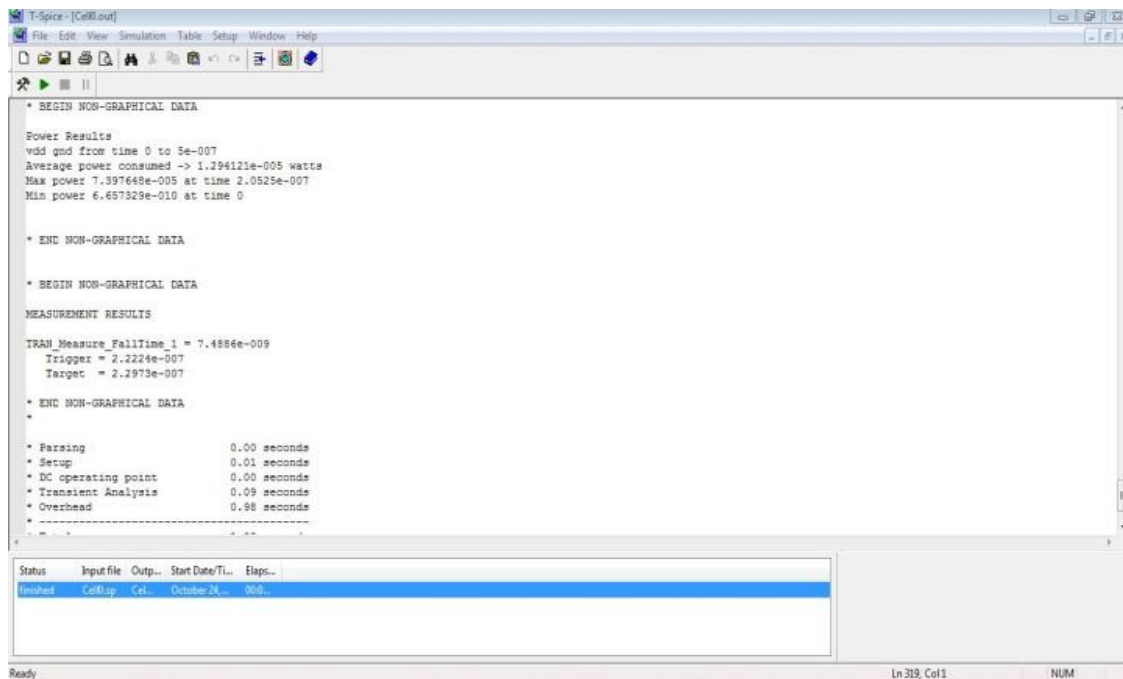 T-Spice - [Cell0.out]
File Edit View Simulation Table Setup Window Help
* BEGIN NON-GRAPHICAL DATA
Power Results
vdd gnd from time 0 to 5e-007
Average power consumed -> 1.294121e-005 watts
Max power 7.397648e-005 at time 2.0525e-007
Min power 6.657329e-010 at time 0
* END NON-GRAPHICAL DATA
* BEGIN NON-GRAPHICAL DATA
MEASUREMENT RESULTS
TRAN_Measure_FallTime_1 = 7.4886e-009
Trigger = 2.2224e-007
Target = 2.2973e-007
* END NON-GRAPHICAL DATA
*
* Parsing 0.00 seconds
* Setup 0.01 seconds
* DC operating point 0.00 seconds
* Transient Analysis 0.09 seconds
* Overhead 0.98 seconds
* -----------------------------------------
Status Input file Outp... Start Date/Ti... Elaps...
finished Cell0.sp Cel... October 24,... 00:0...
Ready Ln 319, Col 1 NUM